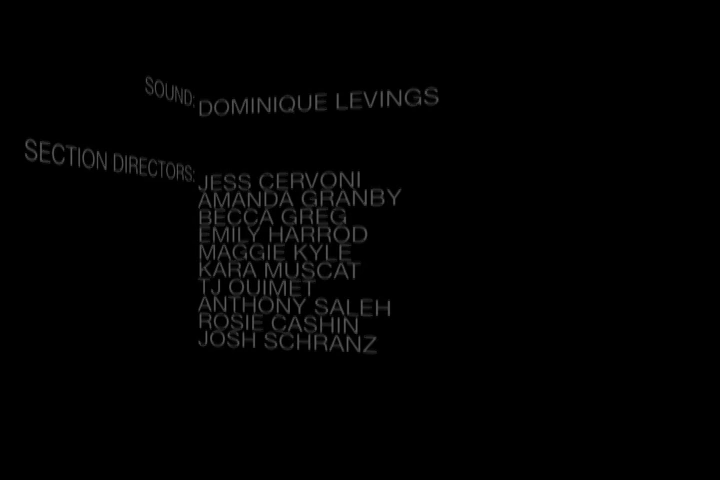 SOUND: DOMINIQUE LEVINGS
SECTION DIRECTORS: JESS CERVONI
AMANDA GRANBY
BECCA GREG
EMILY HARROD
MAGGIE KYLE
KARA MUSCAT
TJ OUIMET
ANTHONY SALEH
ROSIE CASHIN
JOSH SCHRANZ